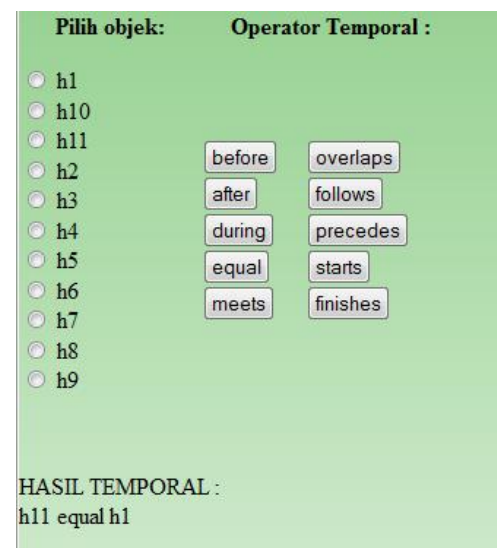 Pilih objek: Operator Temporal :
h1
h10
h11
h2
h3
h4
h5
h6
h7
h8
h9
before overlaps
after follows
during precedes
equal starts
meets finishes
HASIL TEMPORAL :
h11 equal h1